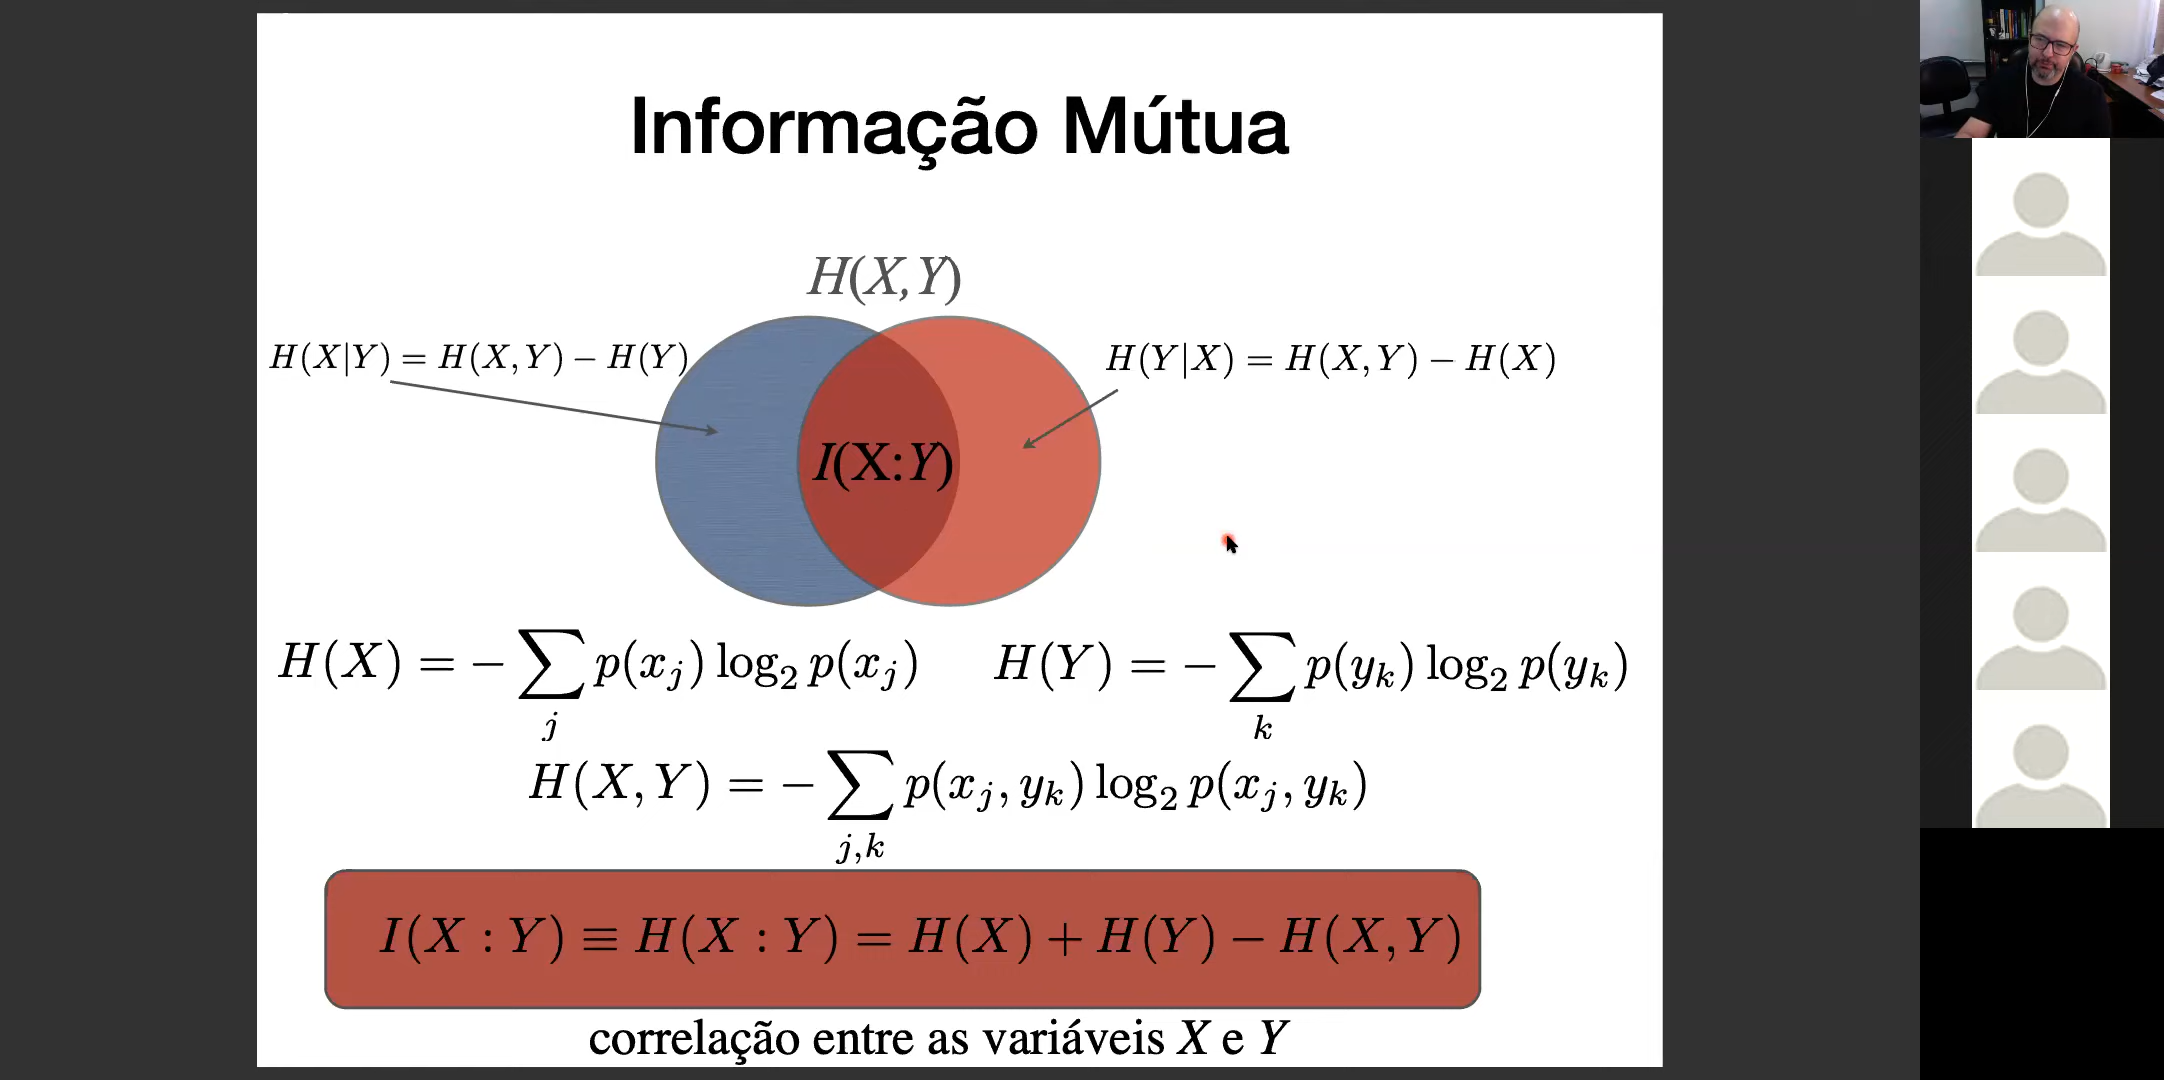 Informação Mútua
H(X,Y)
H(X|Y) = H(X,Y) − H(Y)
H(Y|X) = H(X,Y) − H(X)
I(X:Y)
H(X) = − ∑_j p(x_j) log_2 p(x_j)
H(Y) = − ∑_k p(y_k) log_2 p(y_k)
H(X,Y) = − ∑_{j,k} p(x_j, y_k) log_2 p(x_j, y_k)
I(X : Y) ≡ H(X : Y) = H(X) + H(Y) − H(X,Y)
correlação entre as variáveis X e Y